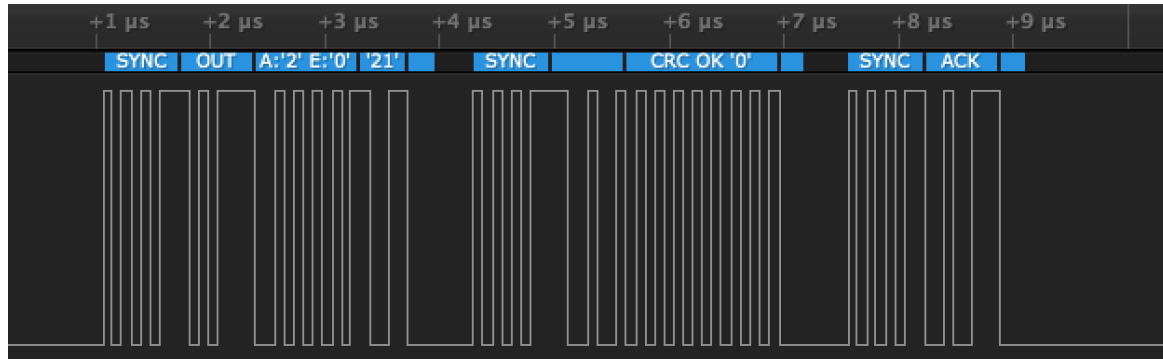 +1 μs +2 μs +3 μs +4 μs +5 μs +6 μs +7 μs +8 μs +9 μs
SYNC OUT A:'2' E:'0' '21' SYNC CRC OK '0' SYNC ACK